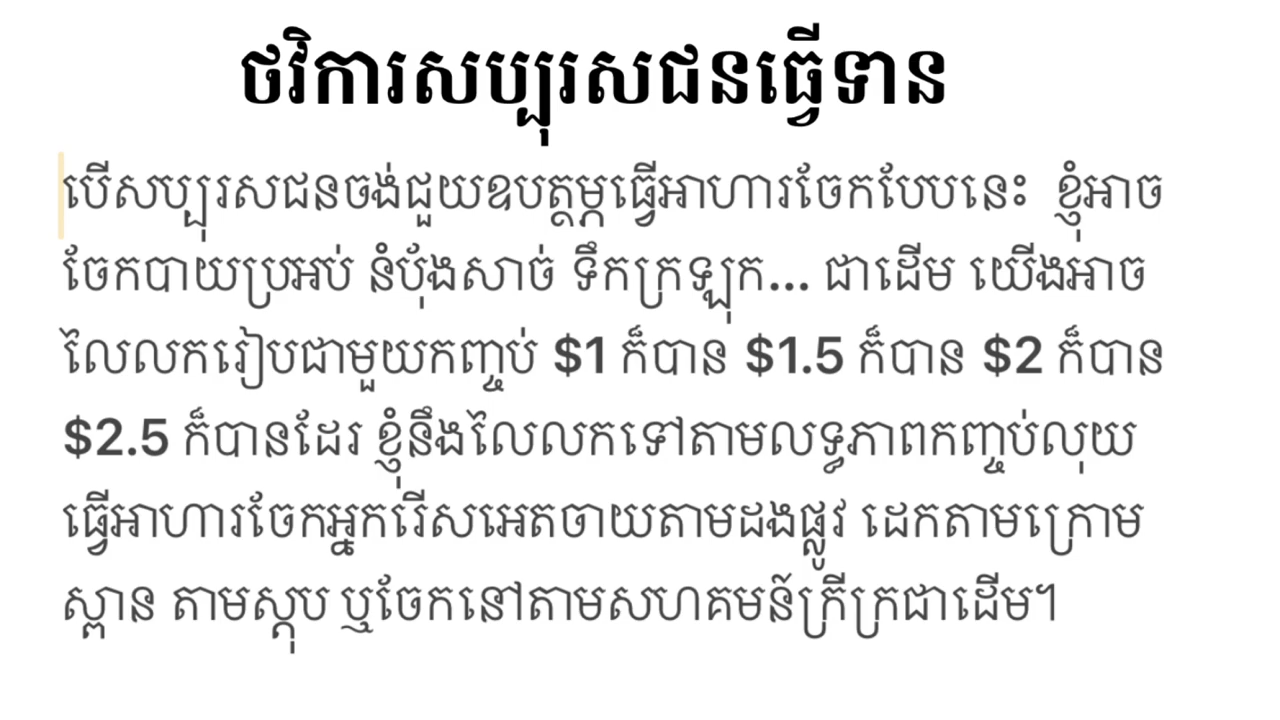 ថវិការសប្បុរសជនធ្វើទាន
បើសប្បុរសជនចង់ជួយឧបត្ថម្ភធ្វើអាហារចែកបែបនេះ ខ្ញុំអាច
ចែកបាយប្រអប់ នំប៉័ុងសាច់ ទឹកក្រឡុក... ជាដើម យើងអាច
លៃលករៀបជាមួយកញ្ចប់ $1 ក៏បាន $1.5 ក៏បាន $2 ក៏បាន
$2.5 ក៏បានដែរ ខ្ញុំនឹងលៃលកទៅតាមលទ្ធភាពកញ្ចប់លុយ
ធ្វើអាហារចែកអ្នករើសអេតចាយតាមដងផ្លូវ ដេកតាមក្រោម
ស្ពាន តាមស្តុប ឬចែកនៅតាមសហគមន៍ក្រីក្រជាដើម។